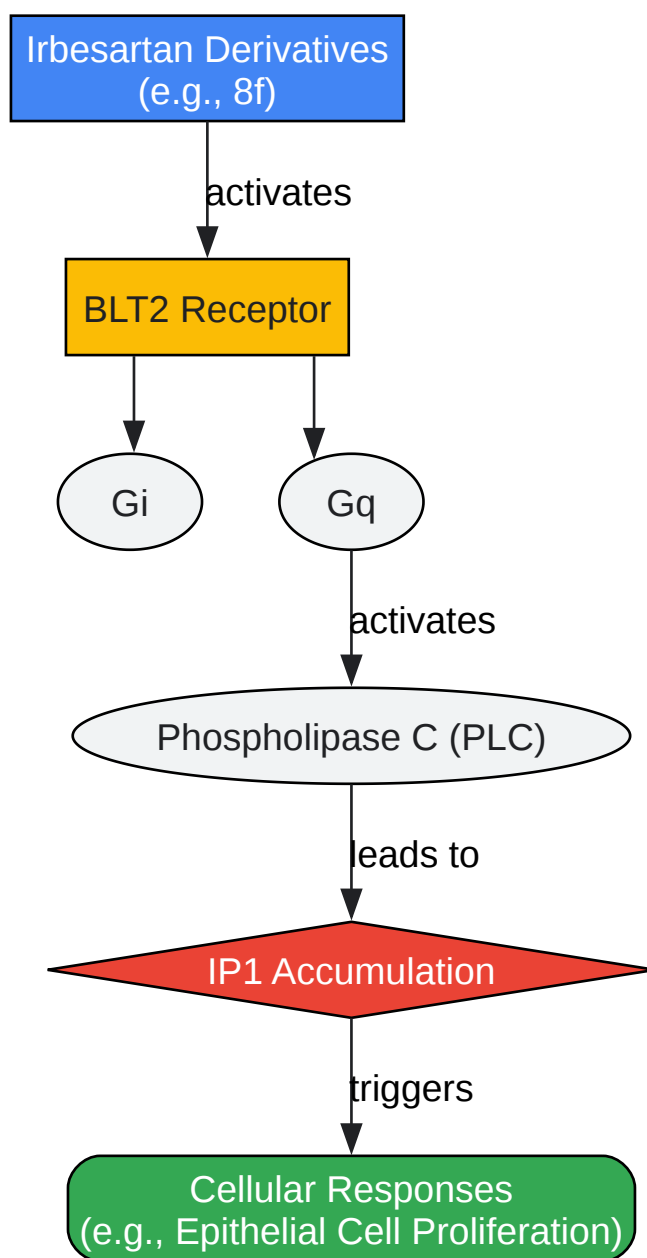 Irbesartan Derivatives
(e.g., 8f)
activates
BLT2 Receptor
Gi
Gq
activates
Phospholipase C (PLC)
leads to
IP1 Accumulation
triggers
Cellular Responses
(e.g., Epithelial Cell Proliferation)